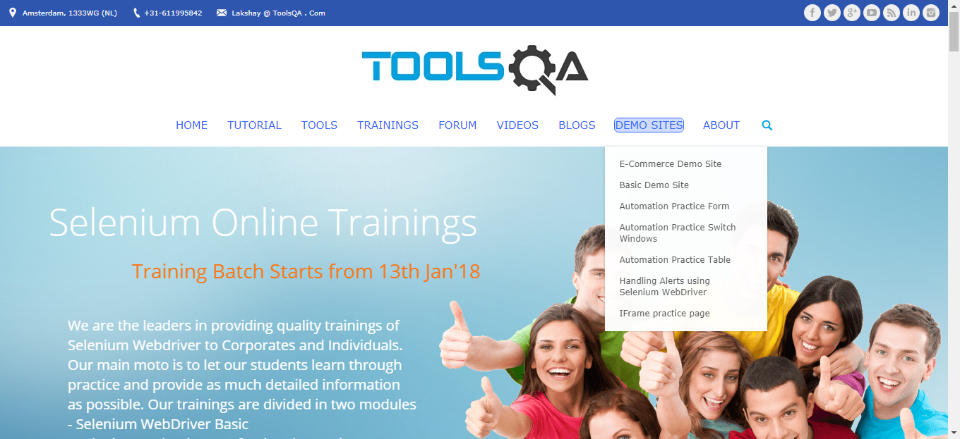 Amsterdam, 1333WG (NL) +31-611995842 Lakshay @ ToolsQA . Com
TOOLSQA
HOME TUTORIAL TOOLS TRAININGS FORUM VIDEOS BLOGS DEMO SITES ABOUT
E-Commerce Demo Site
Basic Demo Site
Automation Practice Form
Automation Practice Switch
Windows
Automation Practice Table
Handling Alerts using
Selenium WebDriver
IFrame practice page
Selenium Online Trainings
Training Batch Starts from 13th Jan'18
We are the leaders in providing quality trainings of
Selenium Webdriver to Corporates and Individuals.
Our main moto is to let our students learn through
practice and provide as much detailed information
as possible. Our trainings are divided in two modules
- Selenium WebDriver Basic